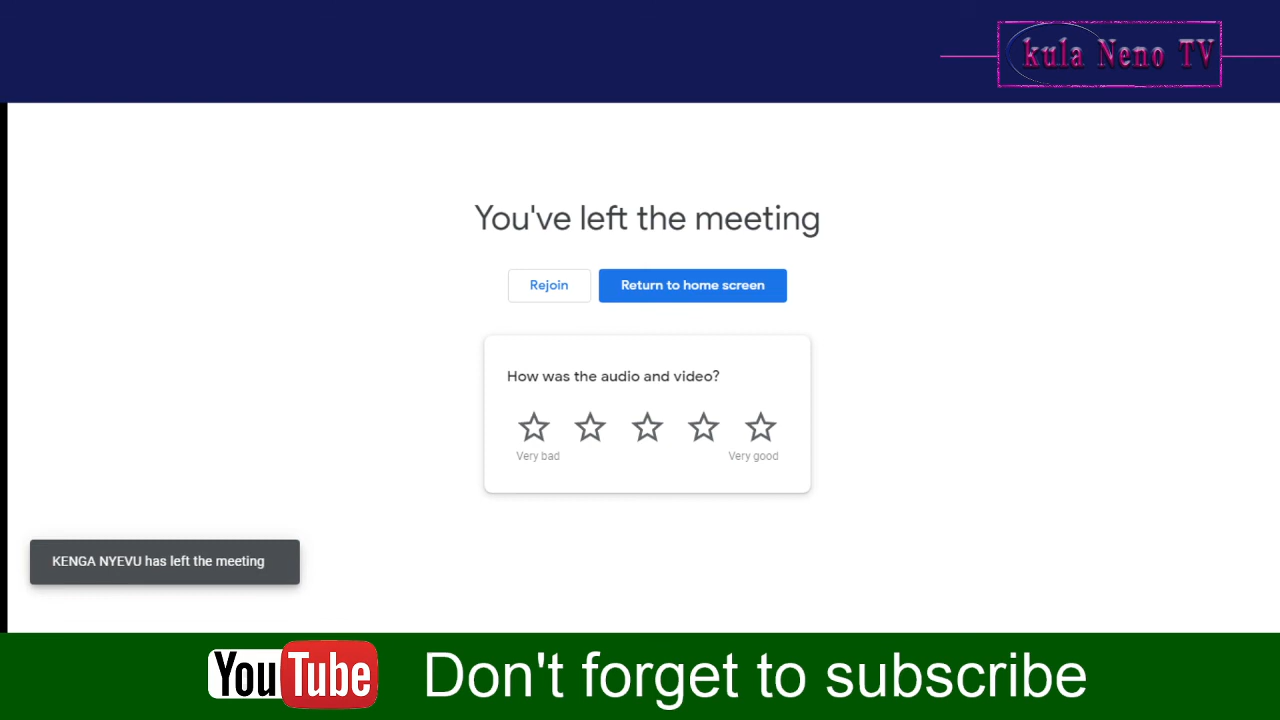 kula Neno TV
You've left the meeting
Rejoin
Return to home screen
How was the audio and video?
Very bad
Very good
KENGA NYEVU has left the meeting
YouTube
Don't forget to subscribe